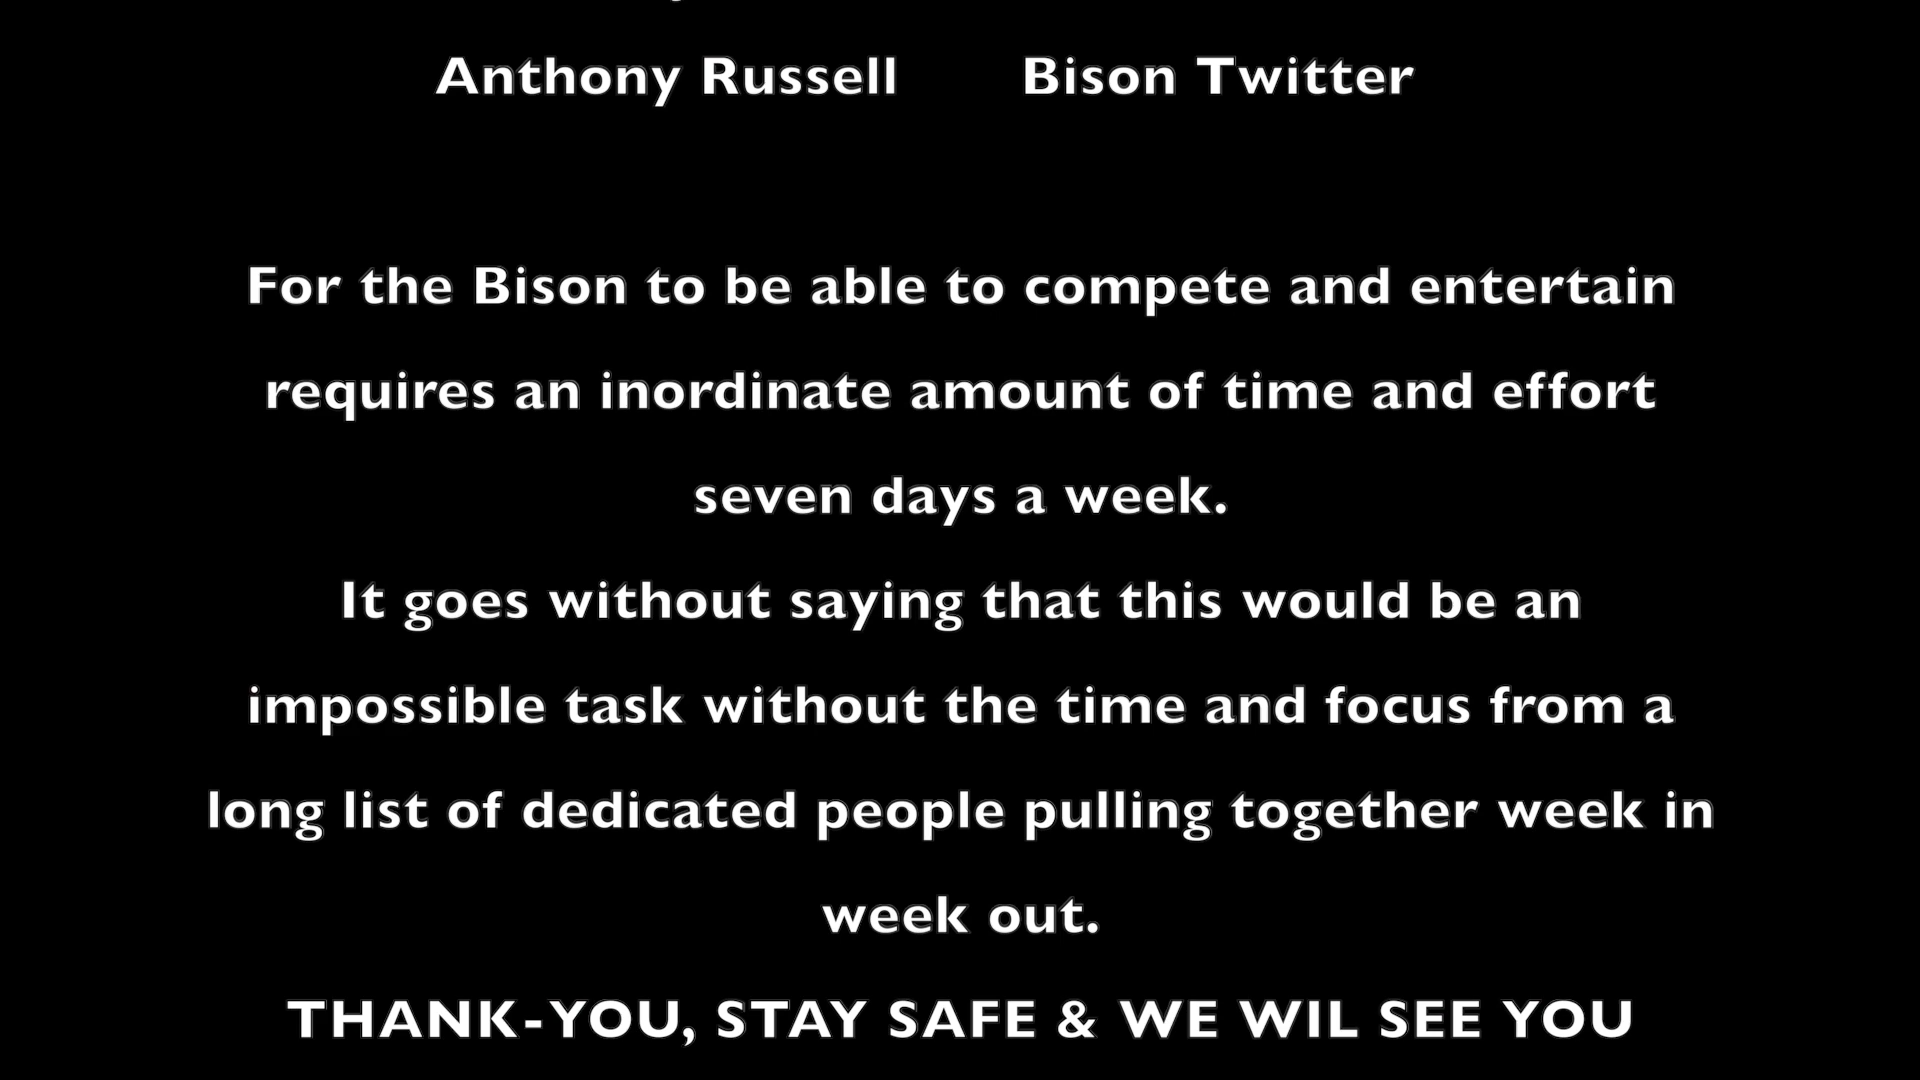 Anthony Russell Bison Twitter
For the Bison to be able to compete and entertain
requires an inordinate amount of time and effort
seven days a week.
It goes without saying that this would be an
impossible task without the time and focus from a
long list of dedicated people pulling together week in
week out.
THANK-YOU, STAY SAFE & WE WIL SEE YOU